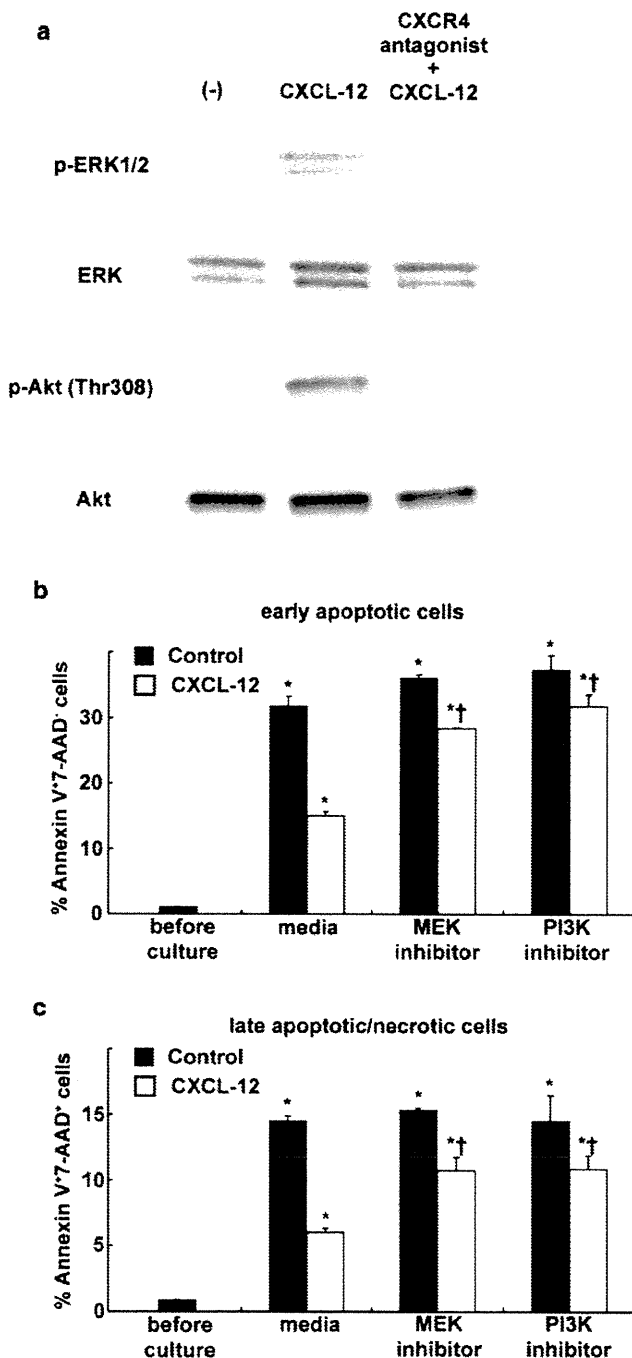 a
CXCR4
antagonist
+
(-) CXCL-12 CXCL-12
p-ERK1/2
ERK
p-Akt (Thr308)
Akt
b
early apoptotic cells
% Annexin V⁺7-AAD⁻ cells
Control
CXCL-12
30
20
10
0
* * * *† * *†
before culture
media
MEK inhibitor
PI3K inhibitor
c
late apoptotic/necrotic cells
% Annexin V⁺7-AAD⁺ cells
Control
CXCL-12
15
10
5
0
* * * *† * *†
before culture
media
MEK inhibitor
PI3K inhibitor